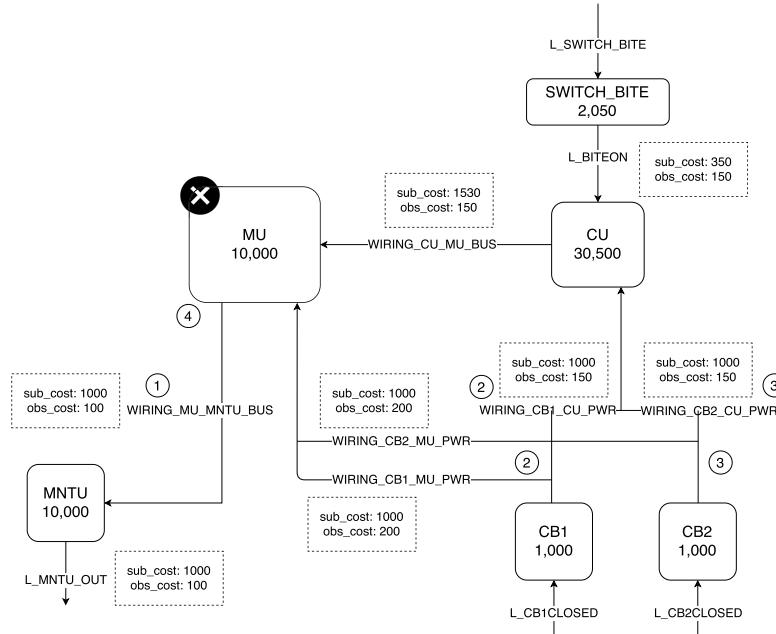 L_SWITCH_BITE
SWITCH_BITE
2,050
L_BITEON
sub_cost: 350
obs_cost: 150
sub_cost: 1530
obs_cost: 150
MU
10,000
WIRING_CU_MU_BUS
CU
30,500
4
sub_cost: 1000
obs_cost: 100
1
WIRING_MU_MNTU_BUS
sub_cost: 1000
obs_cost: 200
2
sub_cost: 1000
obs_cost: 150
sub_cost: 1000
obs_cost: 150
3
WIRING_CB1_CU_PWR
WIRING_CB2_CU_PWR
WIRING_CB2_MU_PWR
2
3
WIRING_CB1_MU_PWR
MNTU
10,000
sub_cost: 1000
obs_cost: 200
CB1
1,000
CB2
1,000
L_MNTU_OUT
sub_cost: 1000
obs_cost: 100
L_CB1CLOSED
L_CB2CLOSED